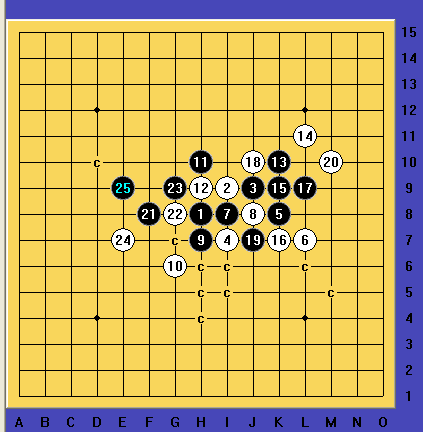 15
14
13
12
14 11
c 11 18 13 20 10
25 23 12 2 3 15 17 9
21 22 1 7 8 5 8
24 c 9 4 19 16 6 7
10 c c c 6
c c c 5
c 4
3
2
1
A B C D E F G H I J K L M N O